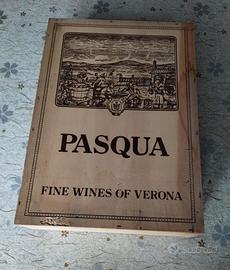 PASQUA
FINE WINES OF VERONA